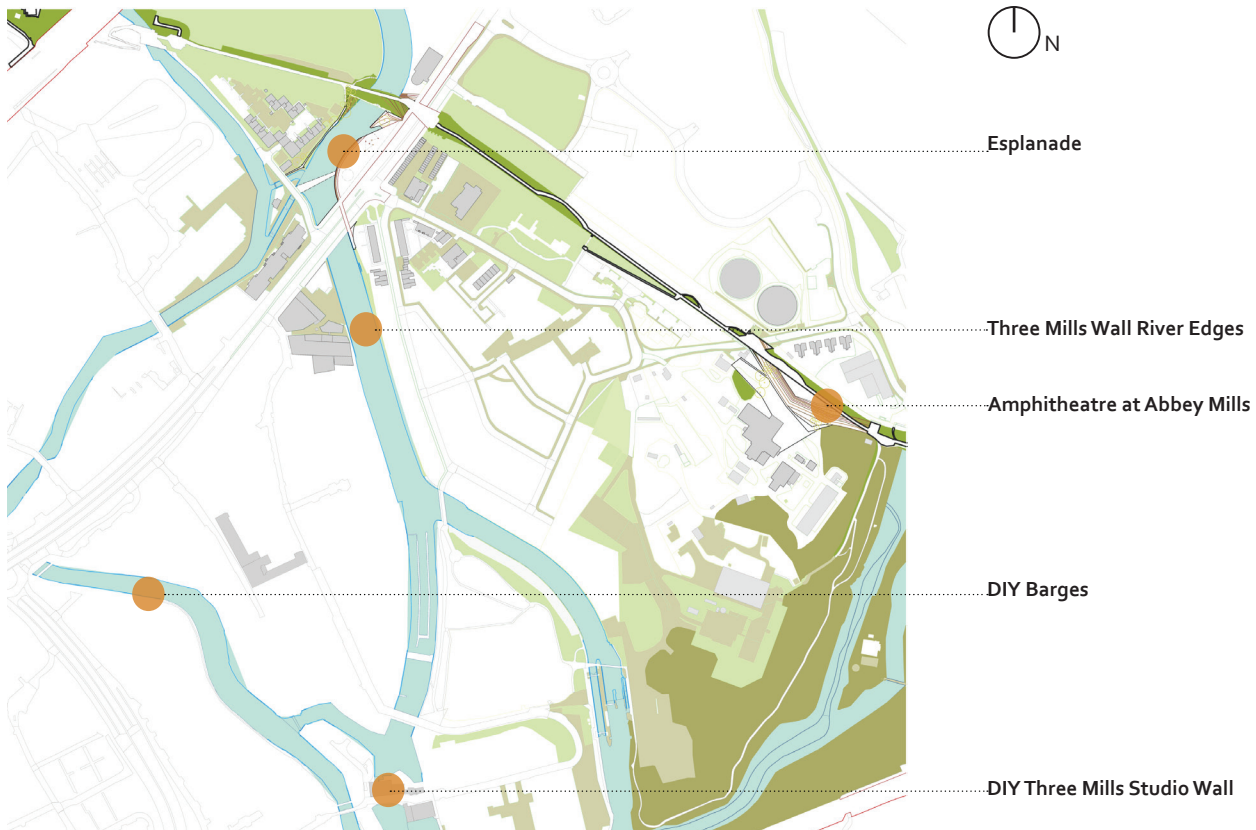 N
Esplanade
Three Mills Wall River Edges
Amphitheatre at Abbey Mills
DIY Barges
DIY Three Mills Studio Wall